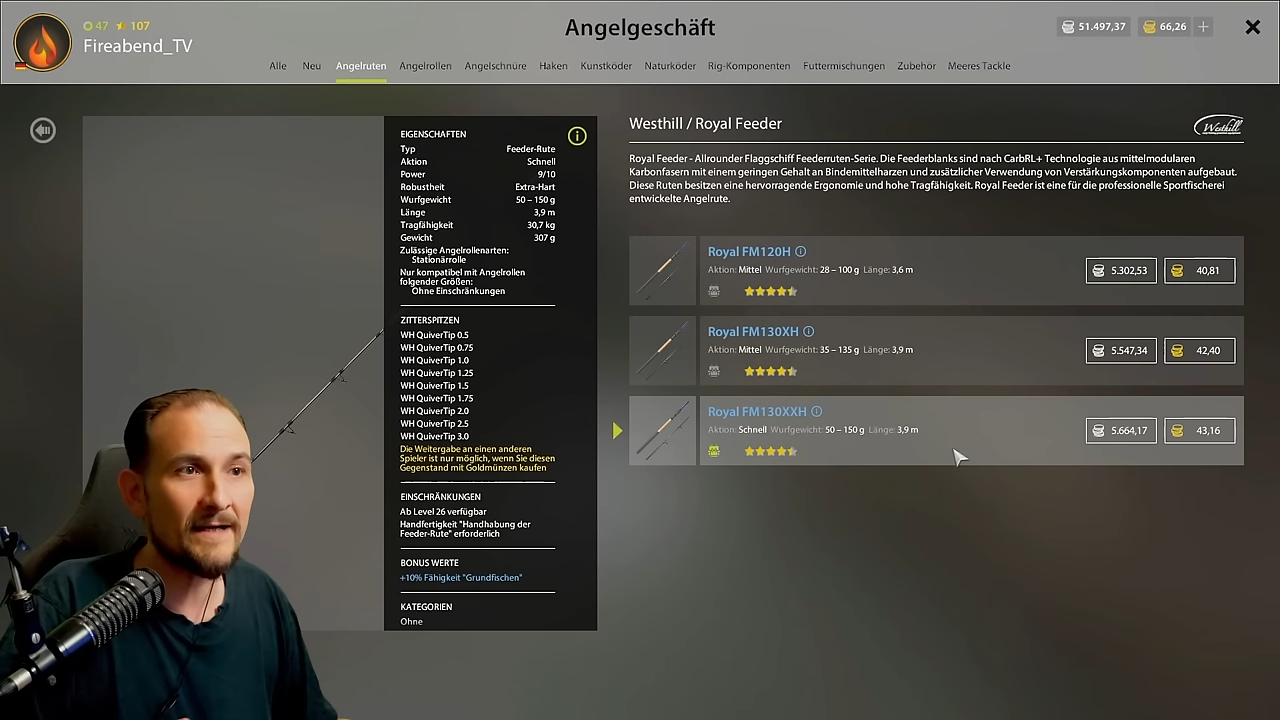 47 107
Fireabend_TV
Angelgeschäft
51.497,37 66,26 +
Alle Neu Angelruten Angelrollen Angelschnüre Haken Kunstköder Naturköder Rig-Komponenten Futtermischungen Zubehör Meeres Tackle
EIGENSCHAFTEN
Typ Feeder-Rute
Aktion Schnell
Power 9/10
Robustheit Extra-Hart
Wurfgewicht 50 – 150 g
Länge 3,9 m
Tragfähigkeit 30,7 kg
Gewicht 307 g
Zulässige Angelrollenarten:
Stationärrolle
Nur kompatibel mit Angelrollen
folgender Größen:
Ohne Einschränkungen
ZITTERSPITZEN
WH QuiverTip 0.5
WH QuiverTip 0.75
WH QuiverTip 1.0
WH QuiverTip 1.25
WH QuiverTip 1.5
WH QuiverTip 1.75
WH QuiverTip 2.0
WH QuiverTip 2.5
WH QuiverTip 3.0
Die Weitergabe an einen anderen
Spieler ist nur möglich, wenn Sie diesen
Gegenstand mit Goldmünzen kaufen
EINSCHRÄNKUNGEN
Ab Level 26 verfügbar
Handfertigkeit "Handhabung der
Feeder-Rute" erforderlich
BONUS WERTE
+10% Fähigkeit "Grundfischen"
KATEGORIEN
Ohne
Westhill / Royal Feeder
Westhill
Royal Feeder - Allrounder Flaggschiff Feederruten-Serie. Die Feederblanks sind nach CarbRL+ Technologie aus mittelmodularen
Karbonfasern mit einem geringen Gehalt an Bindemittelharzen und zusätzlicher Verwendung von Verstärkungskomponenten aufgebaut.
Diese Ruten besitzen eine hervorragende Ergonomie und hohe Tragfähigkeit. Royal Feeder ist eine für die professionelle Sportfischerei
entwickelte Angelrute.
Royal FM120H
Aktion: Mittel Wurfgewicht: 28 – 100 g Länge: 3,6 m
5.302,53 40,81
Royal FM130XH
Aktion: Mittel Wurfgewicht: 35 – 135 g Länge: 3,9 m
5.547,34 42,40
Royal FM130XXH
Aktion: Schnell Wurfgewicht: 50 – 150 g Länge: 3,9 m
5.664,17 43,16